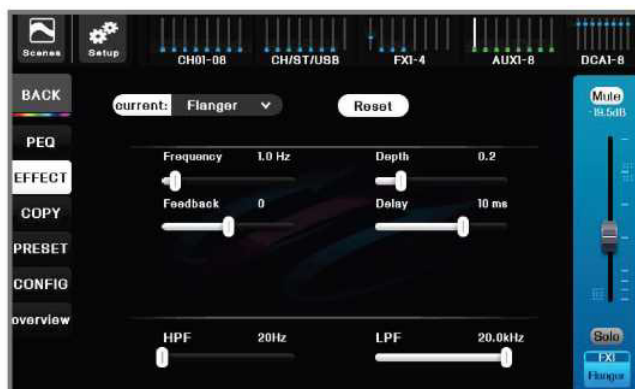 Scenes
Setup
CH01-08
CH/ST/USB
FX1-4
AUX1-8
DCA1-8
BACK
PEQ
EFFECT
COPY
PRESET
CONFIG
overview
current: Flanger
Reset
Frequency 1.0 Hz
Depth 0.2
Feedback 0
Delay 10 ms
HPF 20Hz
LPF 20.0kHz
Mute
-19.5dB
Solo
FX1
Flanger